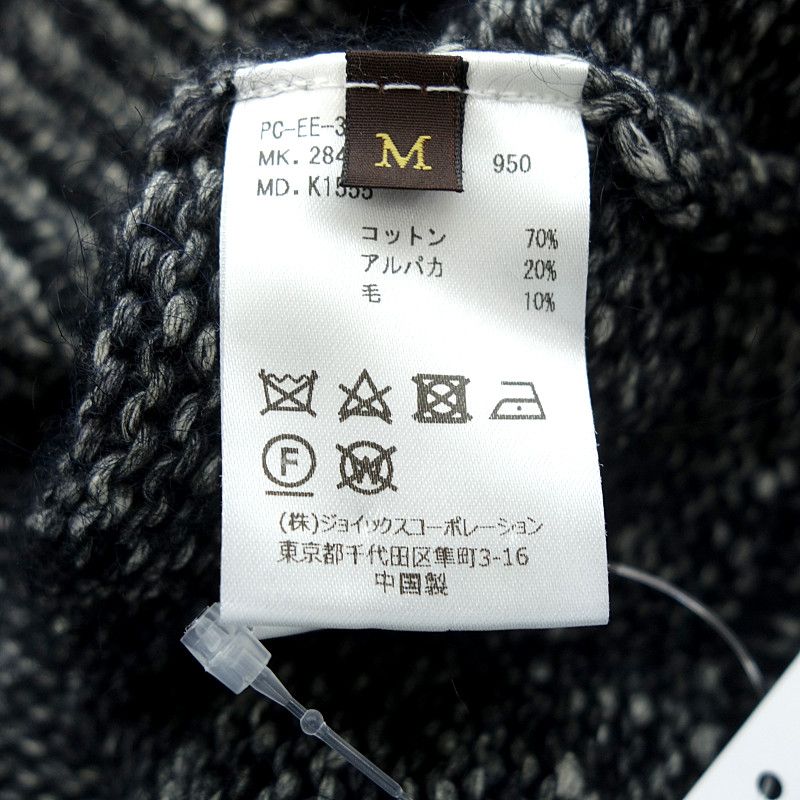 PC-EE-3
M
MK. 284 950
MD. K1555
コットン 70%
アルパカ 20%
毛 10%
F
W
(株)ジョイックスコーポレーション
東京都千代田区隼町3-16
中国製